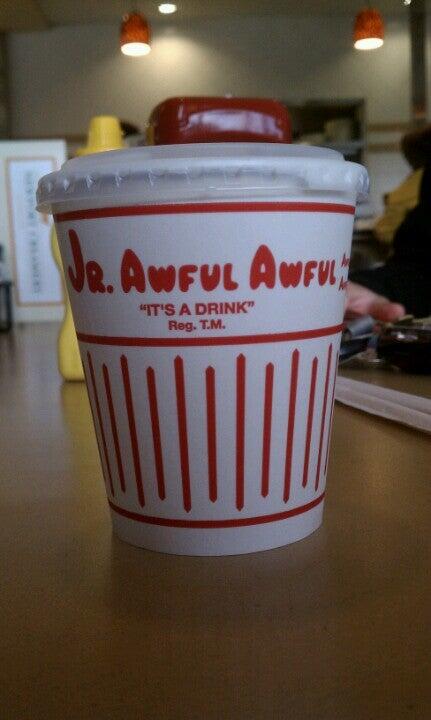 JR. AWFUL AWFUL
"IT'S A DRINK"
Reg. T.M.